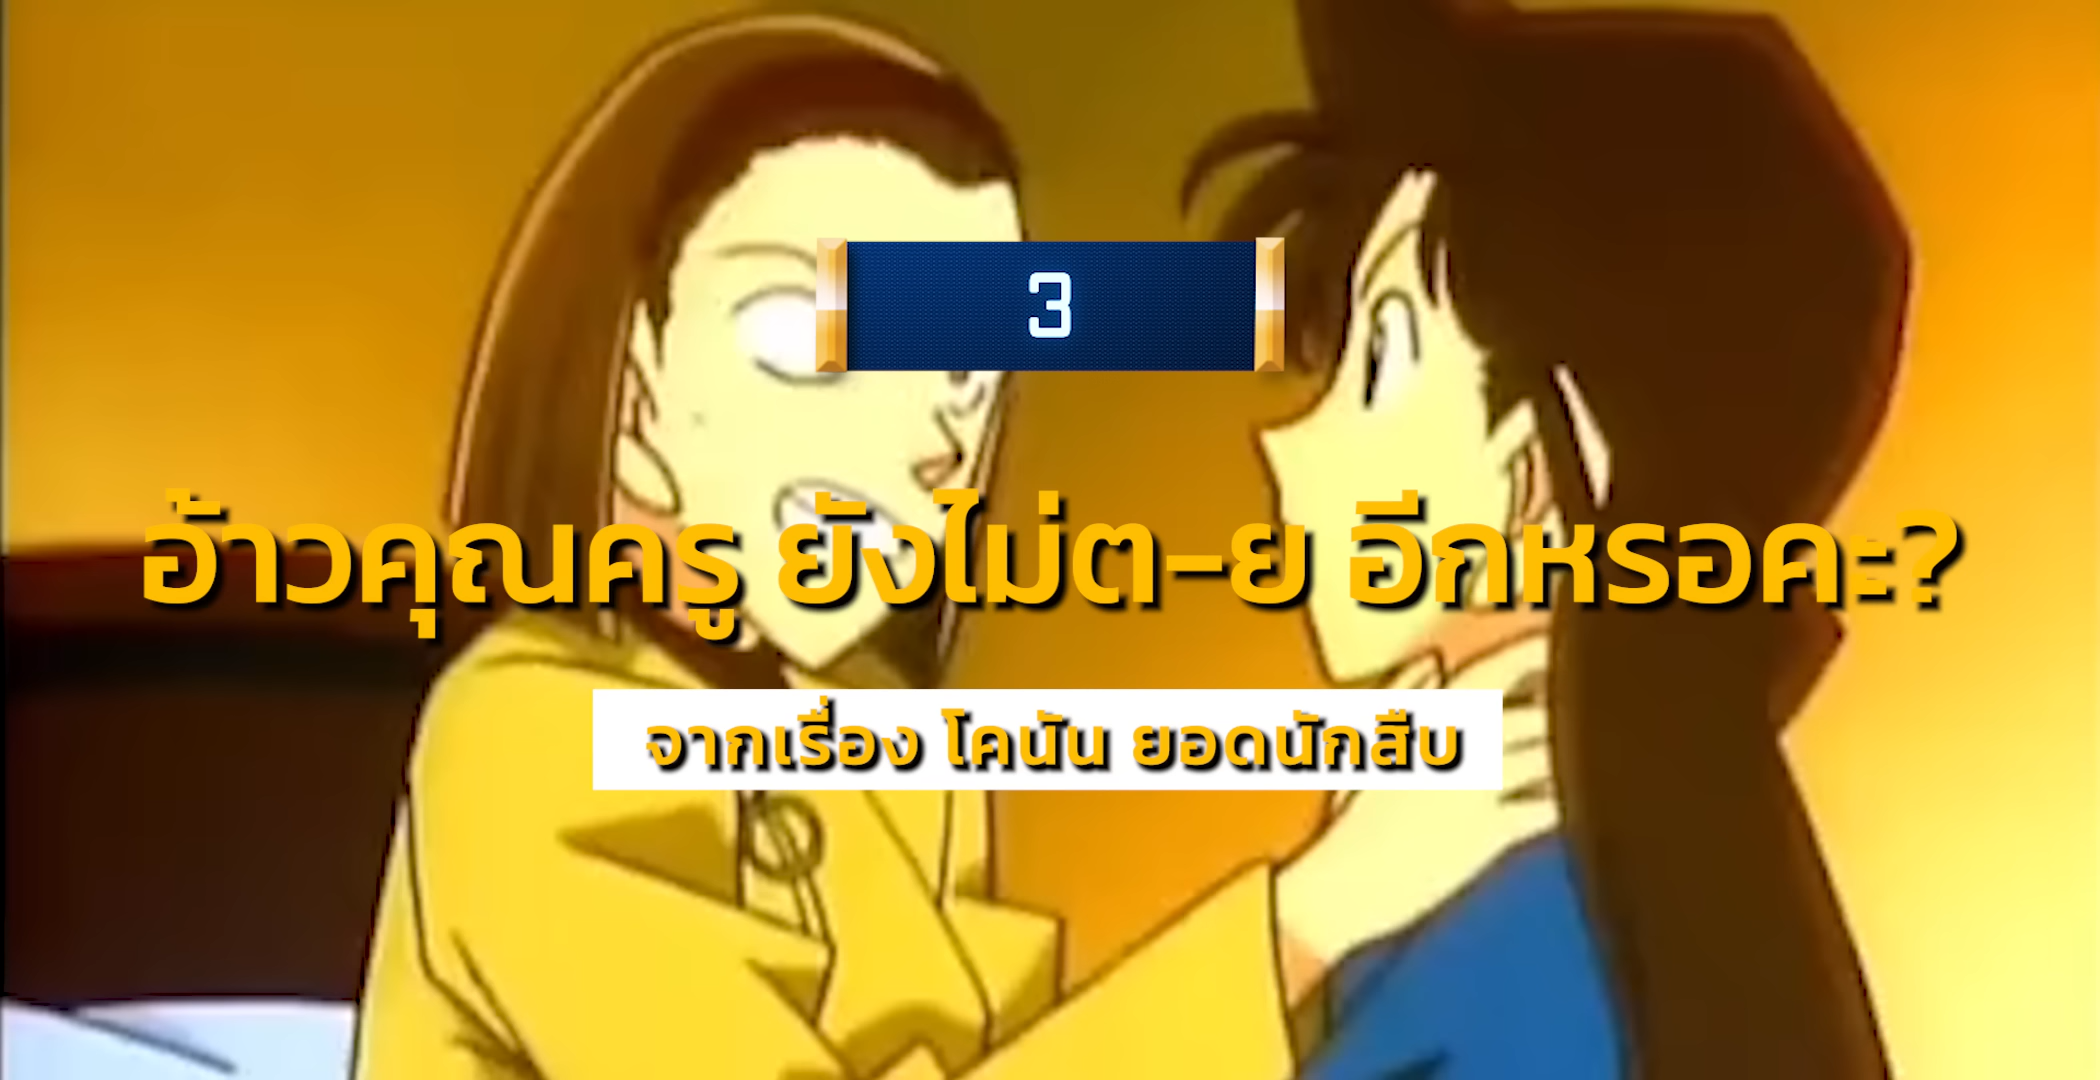 3
อ้าวคุณครู ยังไม่ต-ย อีกหรอคะ?
จากเรื่อง โคนัน ยอดนักสืบ